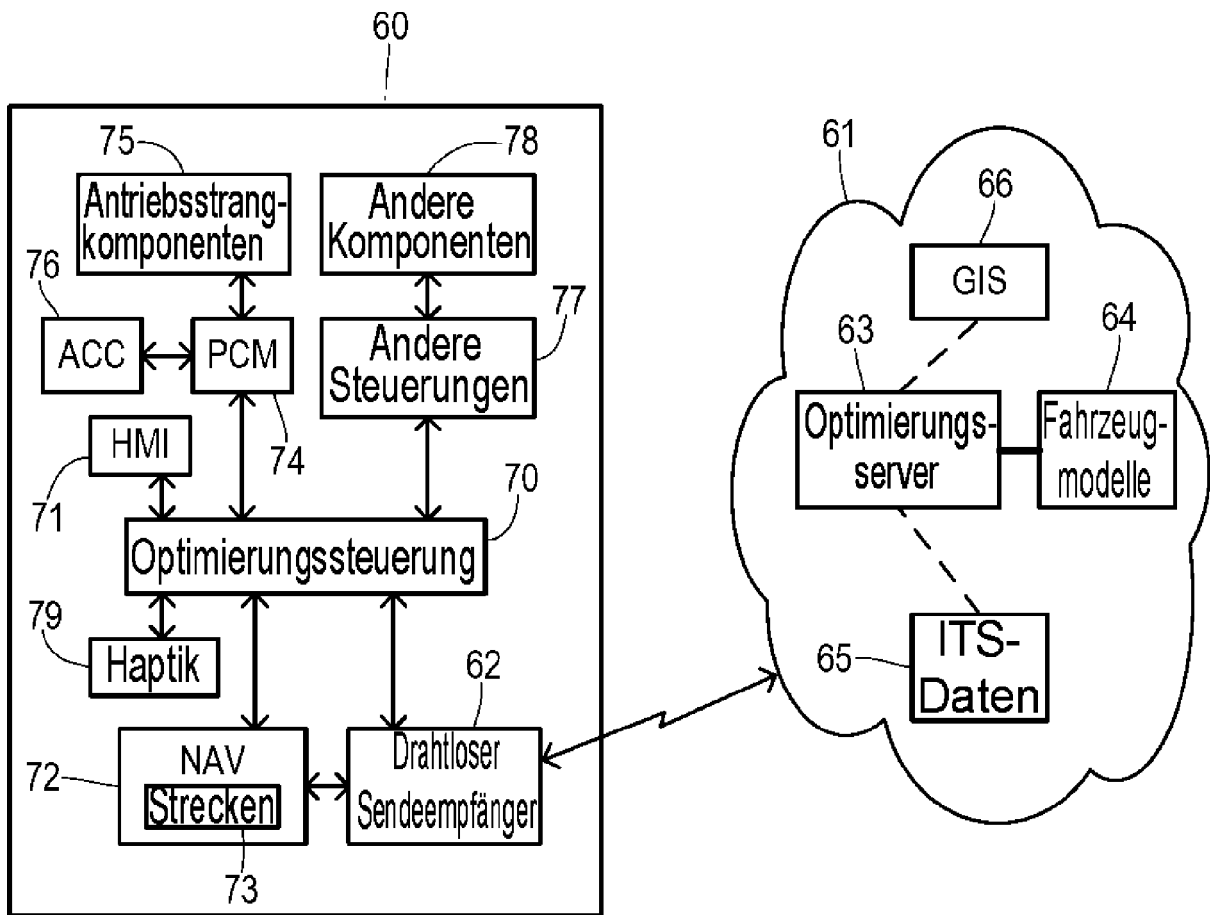 60
75
78
Antriebsstrang-
komponenten
Andere
Komponenten
76
77
ACC
PCM
Andere
Steuerungen
HMI
74
71
70
Optimierungssteuerung
79
Haptik
62
72
NAV
Strecken
Drahtloser
Sendeempfänger
73
61
66
GIS
63
64
Optimierungs-
server
Fahrzeug-
modelle
65
ITS-
Daten